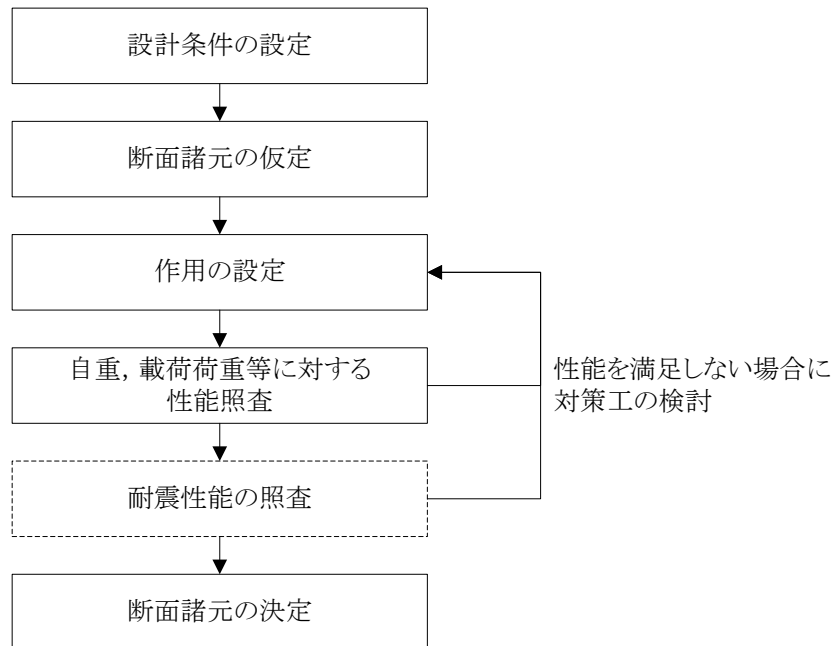 設計条件の設定
断面諸元の仮定
作用の設定
自重, 載荷荷重等に対する
性能照査
性能を満足しない場合に
対策工の検討
耐震性能の照査
断面諸元の決定